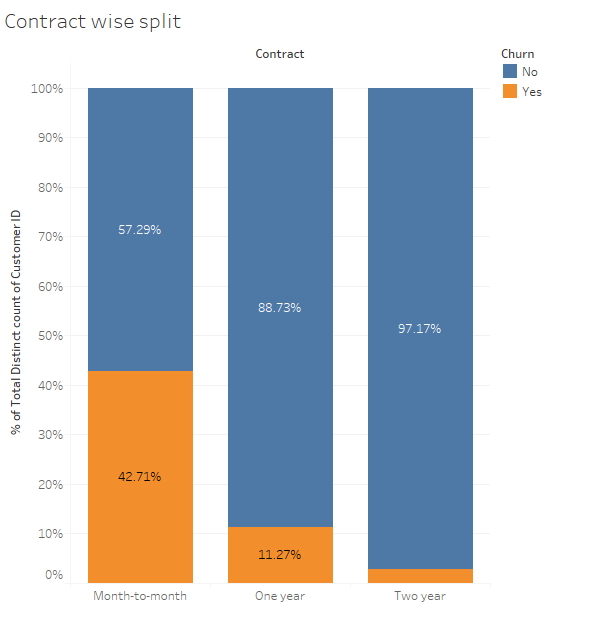 Contract wise split
Contract
Churn
No
Yes
% of Total Distinct count of Customer ID
100%
90%
80%
70%
60%
50%
40%
30%
20%
10%
0%
57.29%
88.73%
97.17%
42.71%
11.27%
Month-to-month
One year
Two year